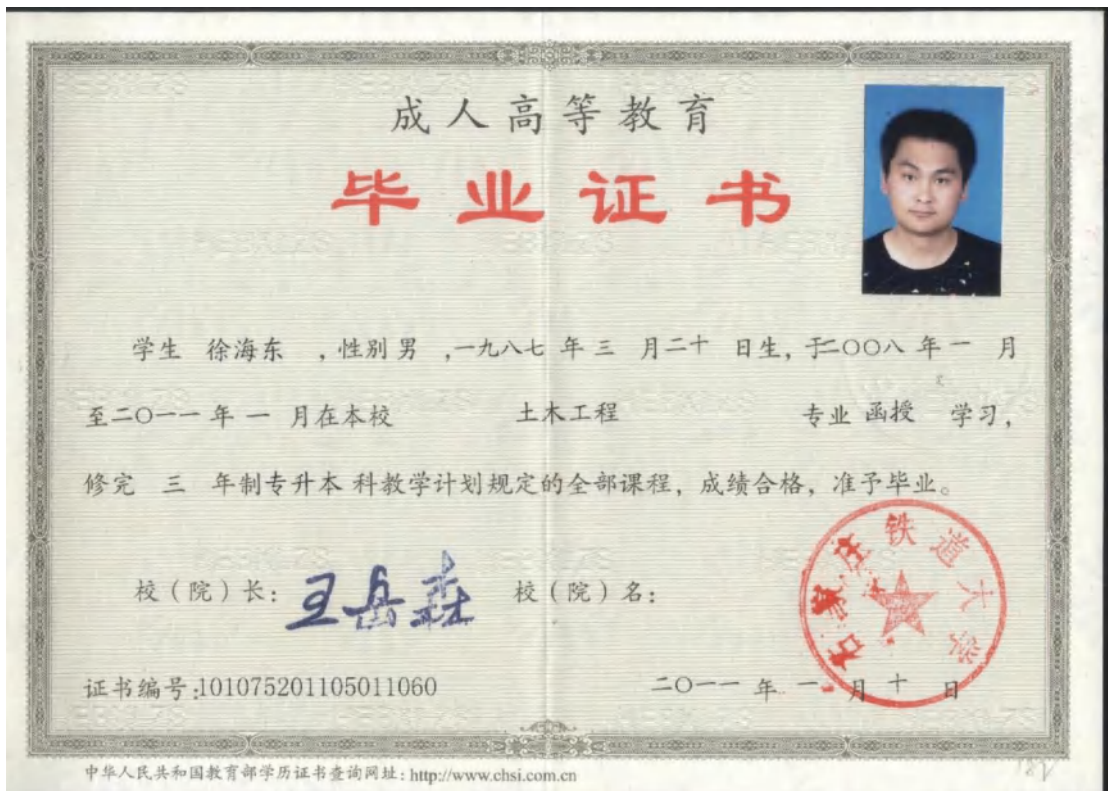 成人高等教育
毕业证书
学生 徐海东 ，性别 男 ，一九八七 年 三 月二十 日生，于二〇〇八 年 一 月
至二〇一一 年 一 月在本校 土木工程 专业 函授 学习，
修完 三 年制专升本 科教学计划规定的全部课程，成绩合格，准予毕业。
校（院）长：王岳森 校（院）名：
石家庄铁道大学
证书编号:101075201105011060 二〇一一 年 一 月 十 日
中华人民共和国教育部学历证书查询网址：http://www.chsi.com.cn